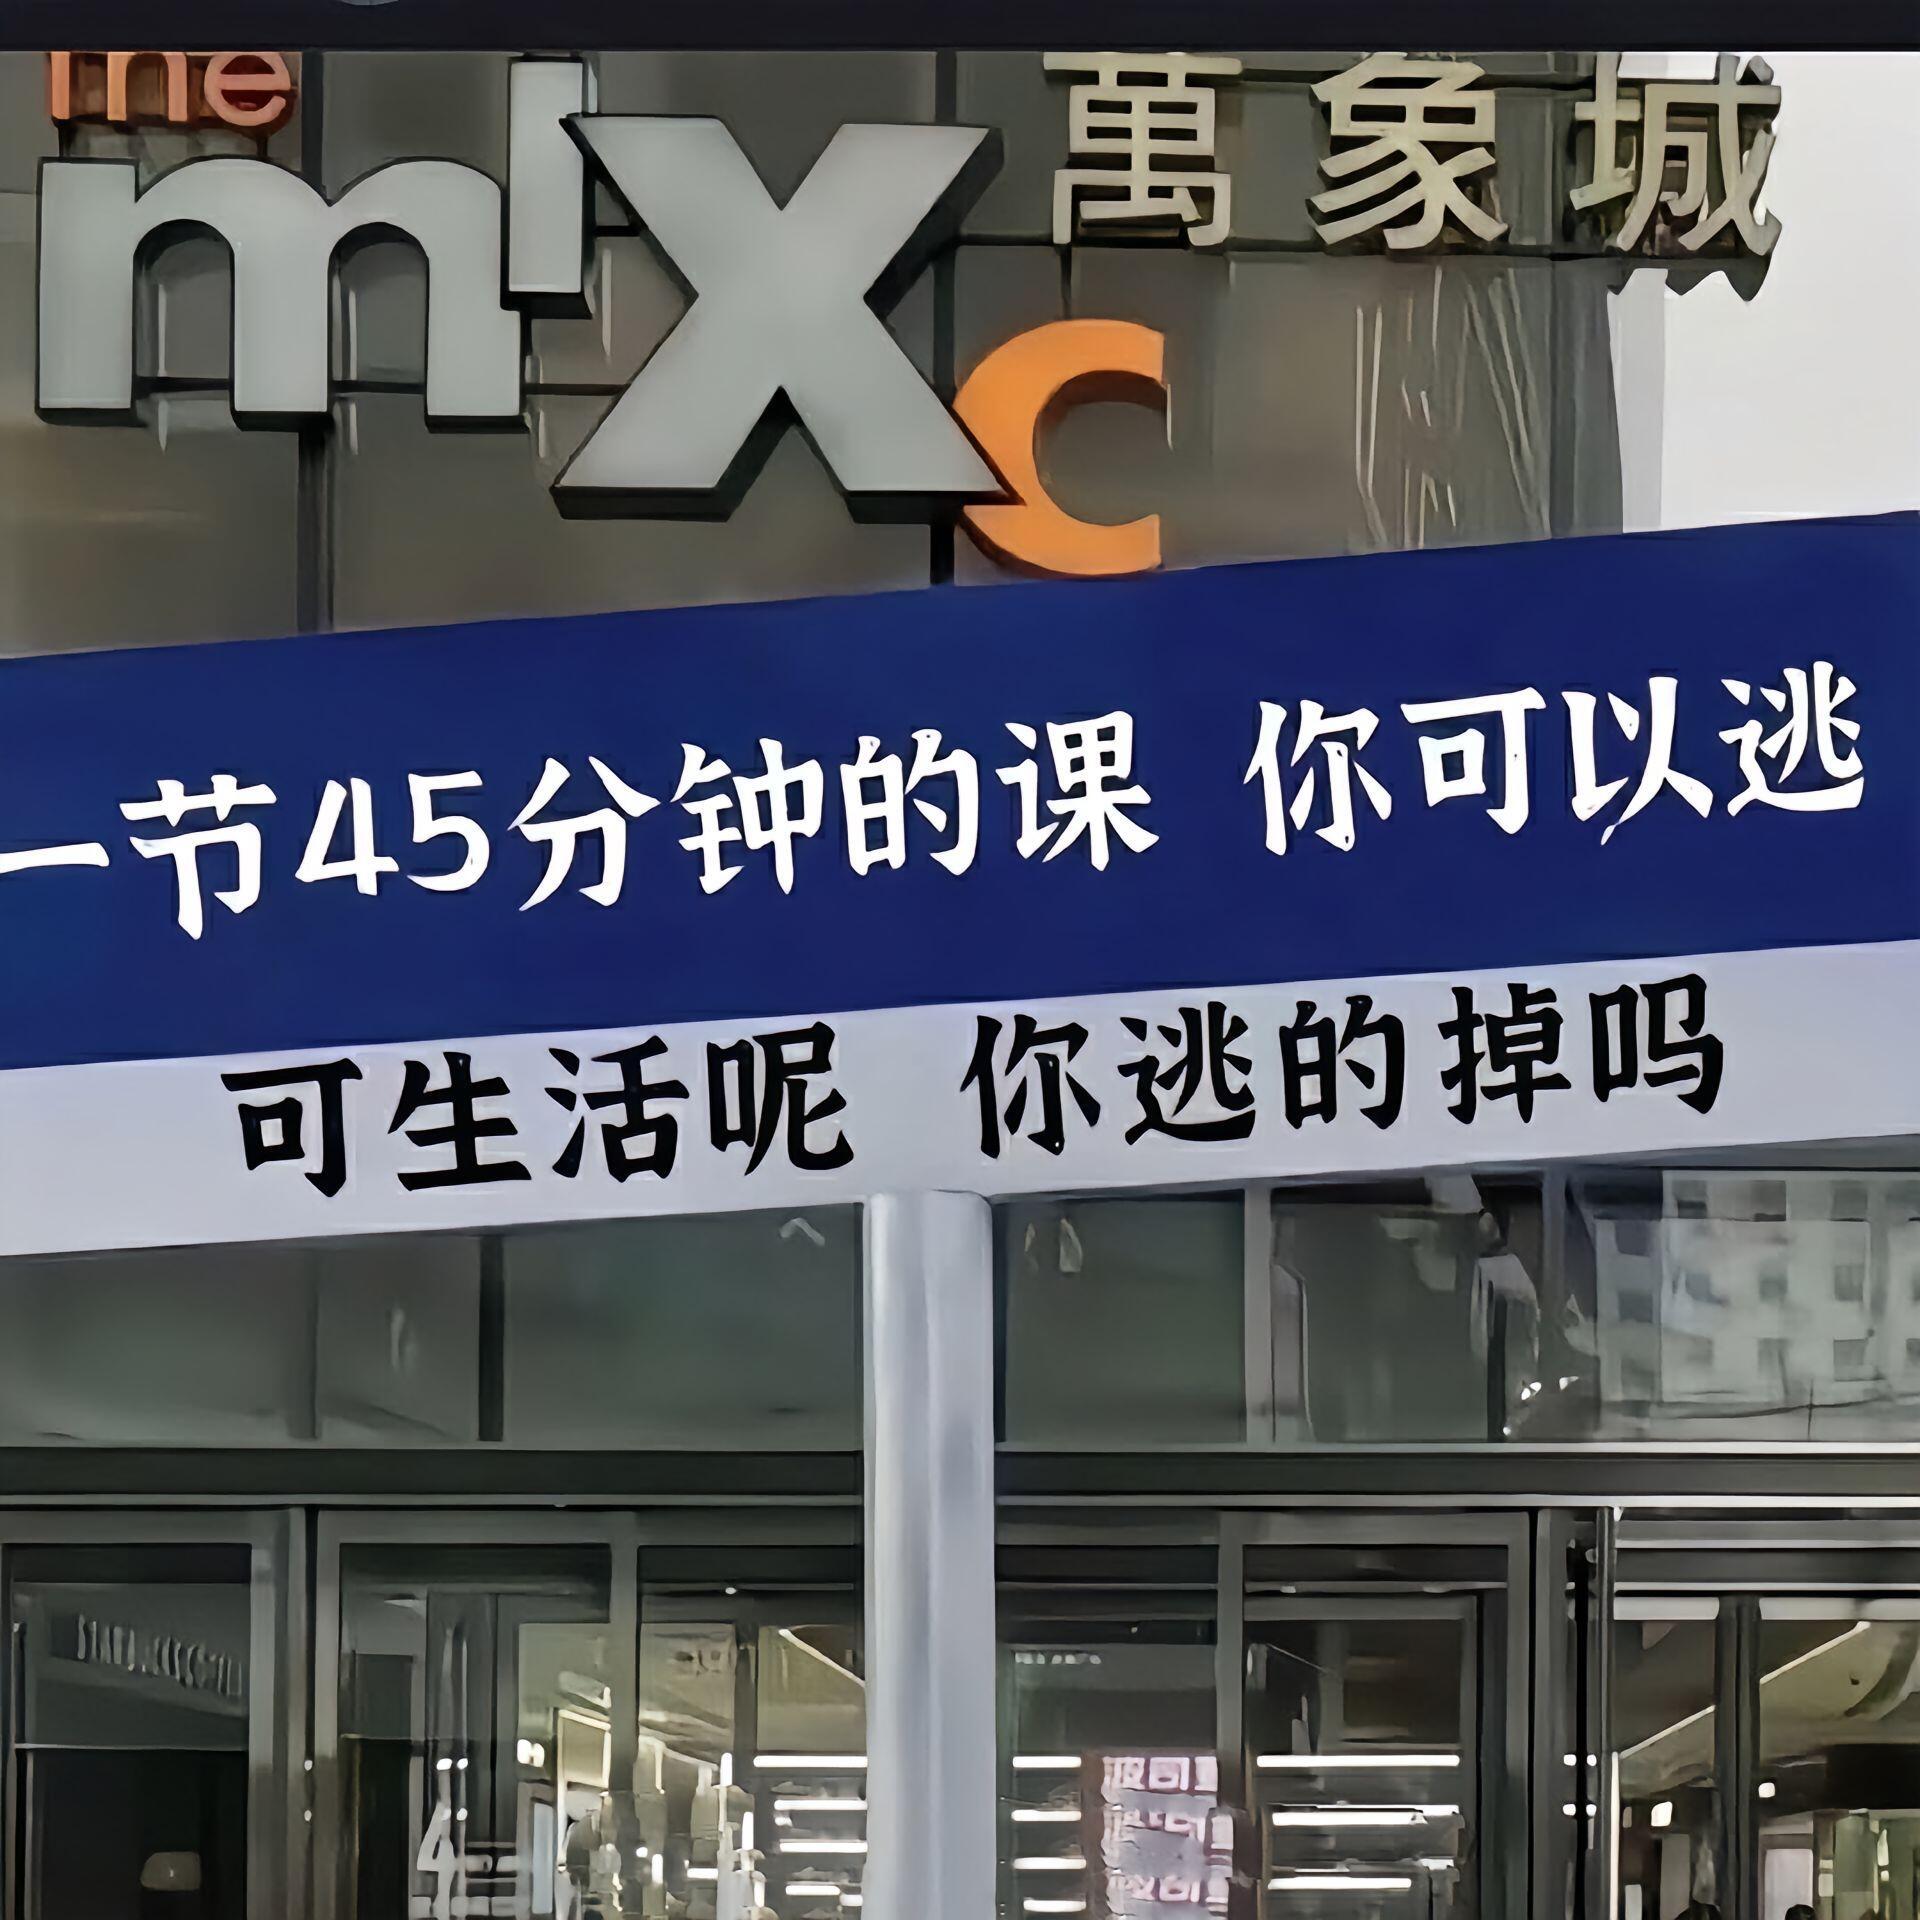 the
mixc
萬象城
一节45分钟的课 你可以逃
可生活呢 你逃的掉吗